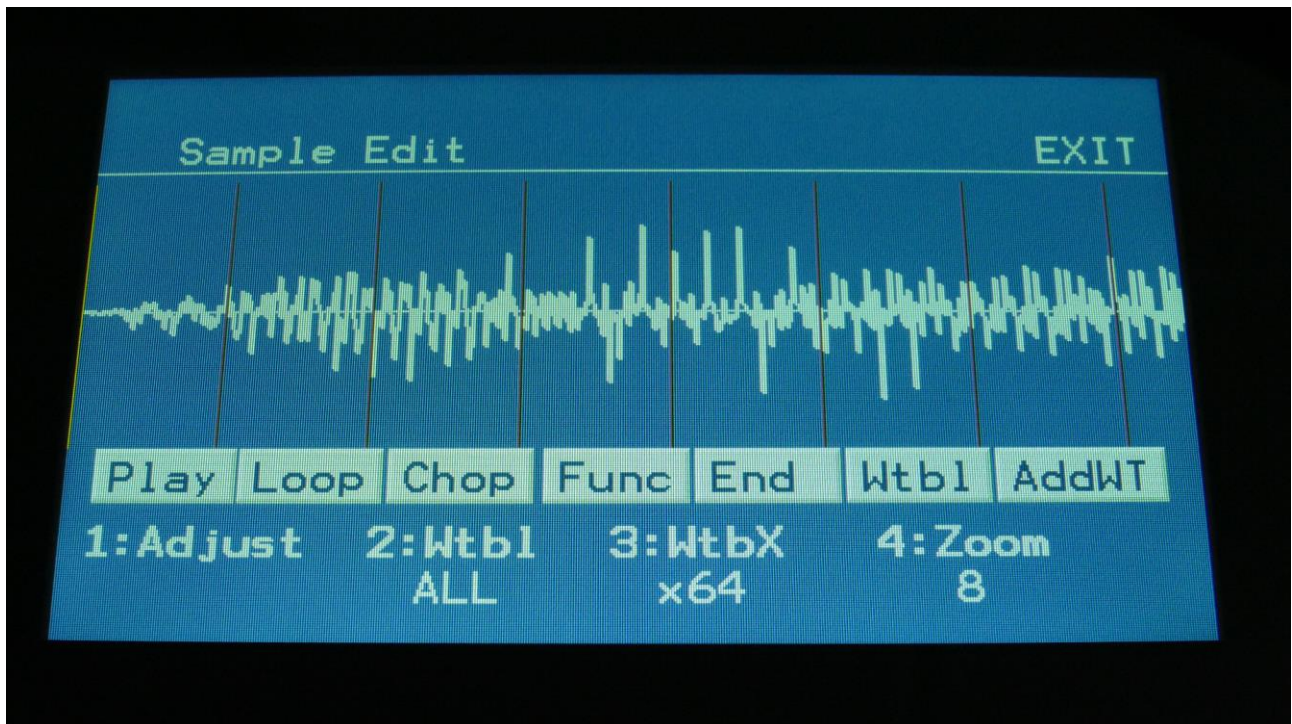 Sample Edit EXIT
Play Loop Chop Func End Wtbl AddWT
1:Adjust 2:Wtbl 3:WtbX 4:Zoom
ALL x64 8